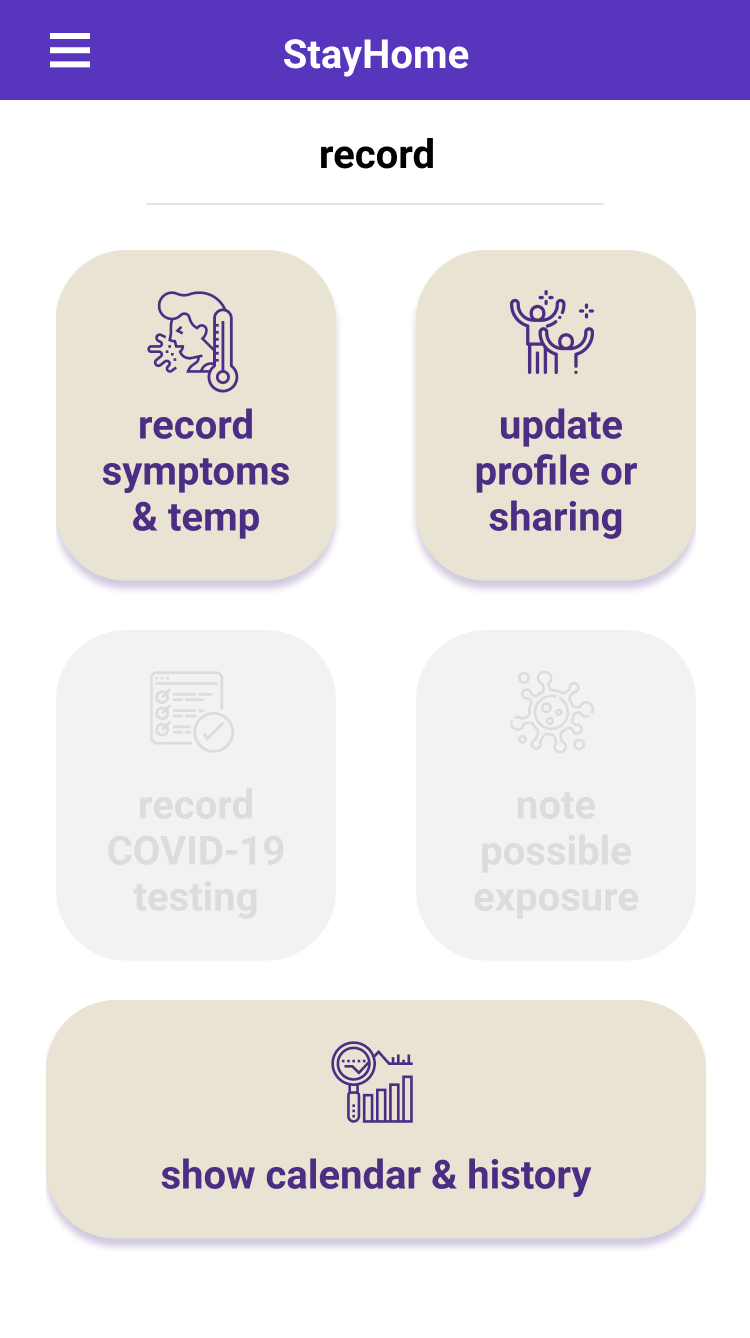 StayHome
record
record
symptoms
& temp
update
profile or
sharing
record
COVID-19
testing
note
possible
exposure
show calendar & history